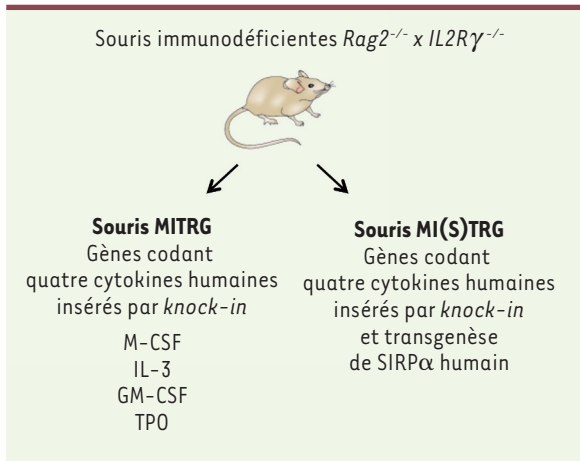 Souris immunodéficientes Rag2-/- x IL2Rγ-/-
Souris MITRG
Gènes codant
quatre cytokines humaines
insérés par knock-in
M-CSF
IL-3
GM-CSF
TPO
Souris MI(S)TRG
Gènes codant
quatre cytokines humaines
insérés par knock-in
et transgenèse
de SIRPα humain